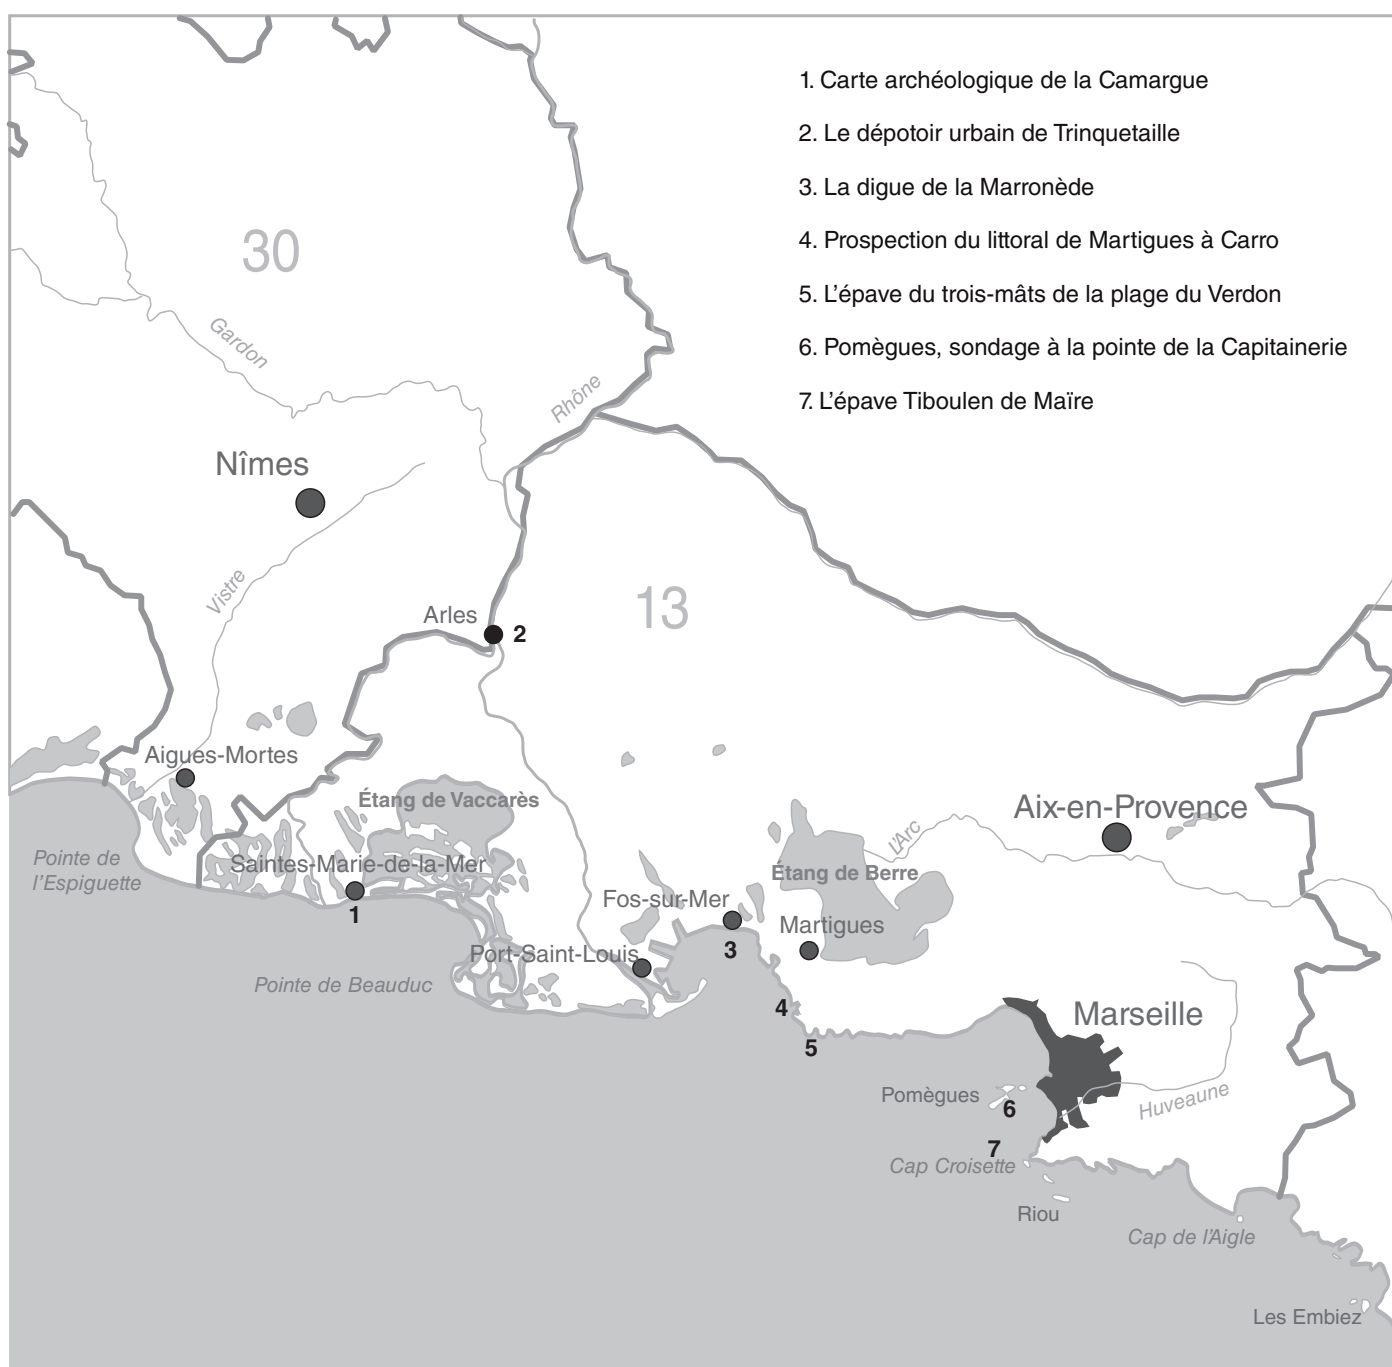 1. Carte archéologique de la Camargue
2. Le dépotoir urbain de Trinquetaille
3. La digue de la Marronède
4. Prospection du littoral de Martigues à Carro
5. L'épave du trois-mâts de la plage du Verdon
6. Pomègues, sondage à la pointe de la Capitainerie
7. L'épave Tiboulen de Maïre
30
Gardon
Rhône
Nîmes
Vistre
Arles
2
13
Aigues-Mortes
Étang de Vaccarès
Aix-en-Provence
L'Arc
Pointe de
l'Espiguette
Saintes-Marie-de-la-Mer
1
Étang de Berre
Fos-sur-Mer
3
Martigues
Port-Saint-Louis
Pointe de Beauduc
4
5
Marseille
Pomègues
6
Huveaune
7
Cap Croisette
Riou
Cap de l'Aigle
Les Embiez